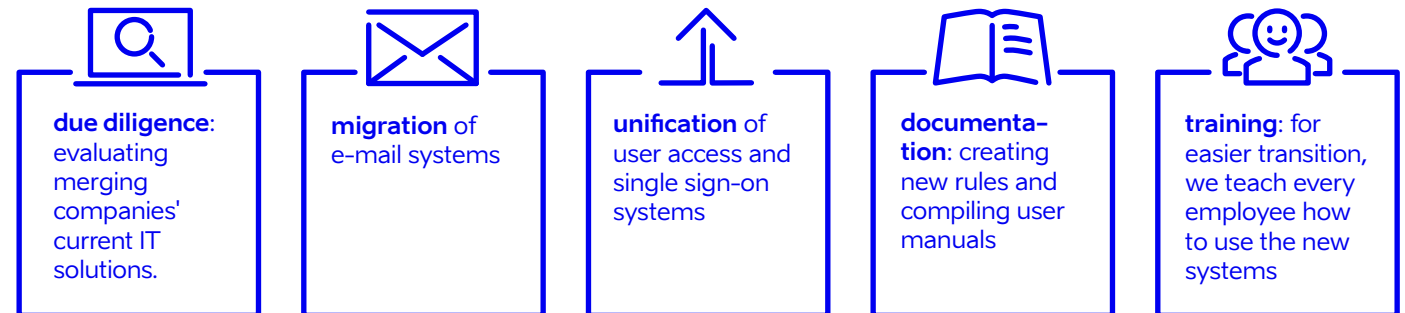 due diligence:
evaluating
merging
companies'
current IT
solutions.
migration of
e-mail systems
unification of
user access and
single sign-on
systems
documenta-
tion: creating
new rules and
compiling user
manuals
training: for
easier transition,
we teach every
employee how
to use the new
systems